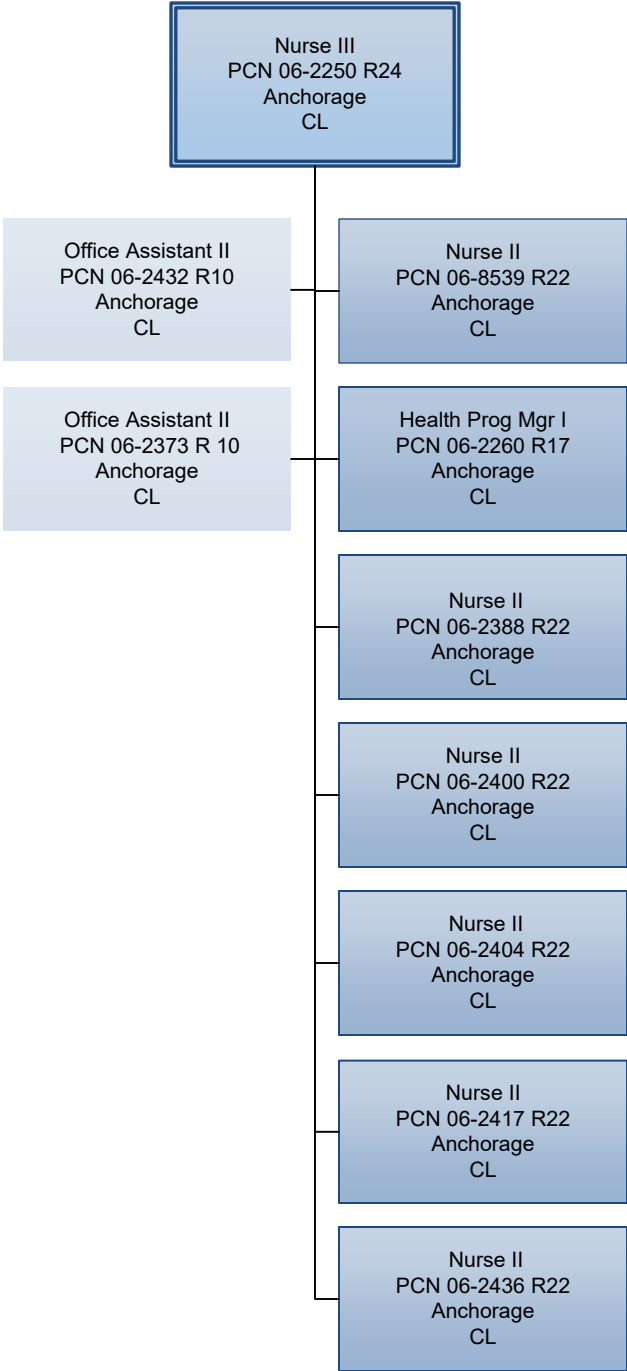 Nurse III
PCN 06-2250 R24
Anchorage
CL
Office Assistant II
PCN 06-2432 R10
Anchorage
CL
Nurse II
PCN 06-8539 R22
Anchorage
CL
Office Assistant II
PCN 06-2373 R 10
Anchorage
CL
Health Prog Mgr I
PCN 06-2260 R17
Anchorage
CL
Nurse II
PCN 06-2388 R22
Anchorage
CL
Nurse II
PCN 06-2400 R22
Anchorage
CL
Nurse II
PCN 06-2404 R22
Anchorage
CL
Nurse II
PCN 06-2417 R22
Anchorage
CL
Nurse II
PCN 06-2436 R22
Anchorage
CL